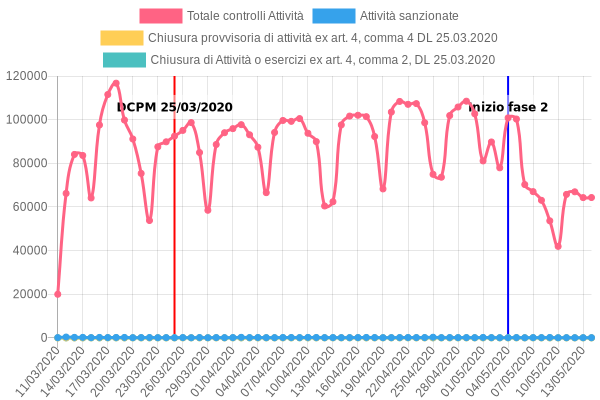 Totale controlli Attività Attività sanzionate
Chiusura provvisoria di attività ex art. 4, comma 4 DL 25.03.2020
Chiusura di Attività o esercizi ex art. 4, comma 2, DL 25.03.2020
120000
DCPM 25/03/2020 Inizio fase 2
100000
80000
60000
40000
20000
0
11/03/2020 14/03/2020 17/03/2020 20/03/2020 23/03/2020 26/03/2020 29/03/2020 01/04/2020 04/04/2020 07/04/2020 10/04/2020 13/04/2020 16/04/2020 19/04/2020 22/04/2020 25/04/2020 28/04/2020 01/05/2020 04/05/2020 07/05/2020 10/05/2020 13/05/2020